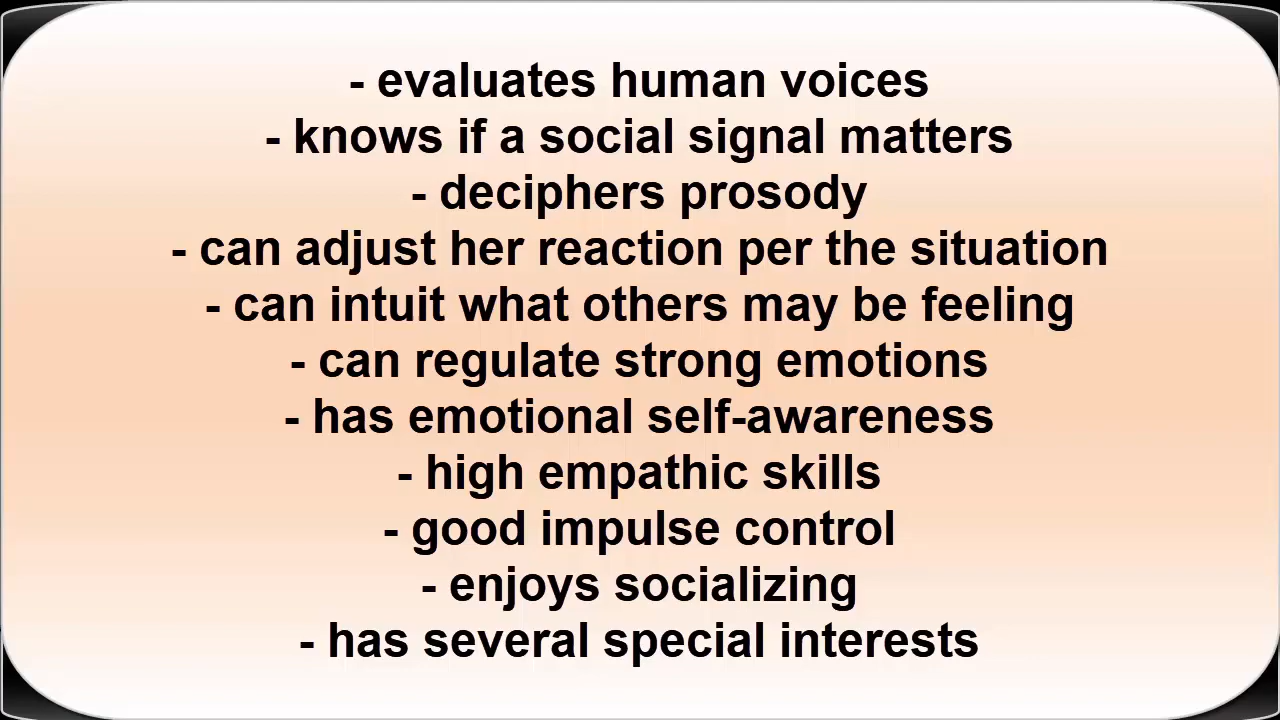 - evaluates human voices
- knows if a social signal matters
- deciphers prosody
- can adjust her reaction per the situation
- can intuit what others may be feeling
- can regulate strong emotions
- has emotional self-awareness
- high empathic skills
- good impulse control
- enjoys socializing
- has several special interests